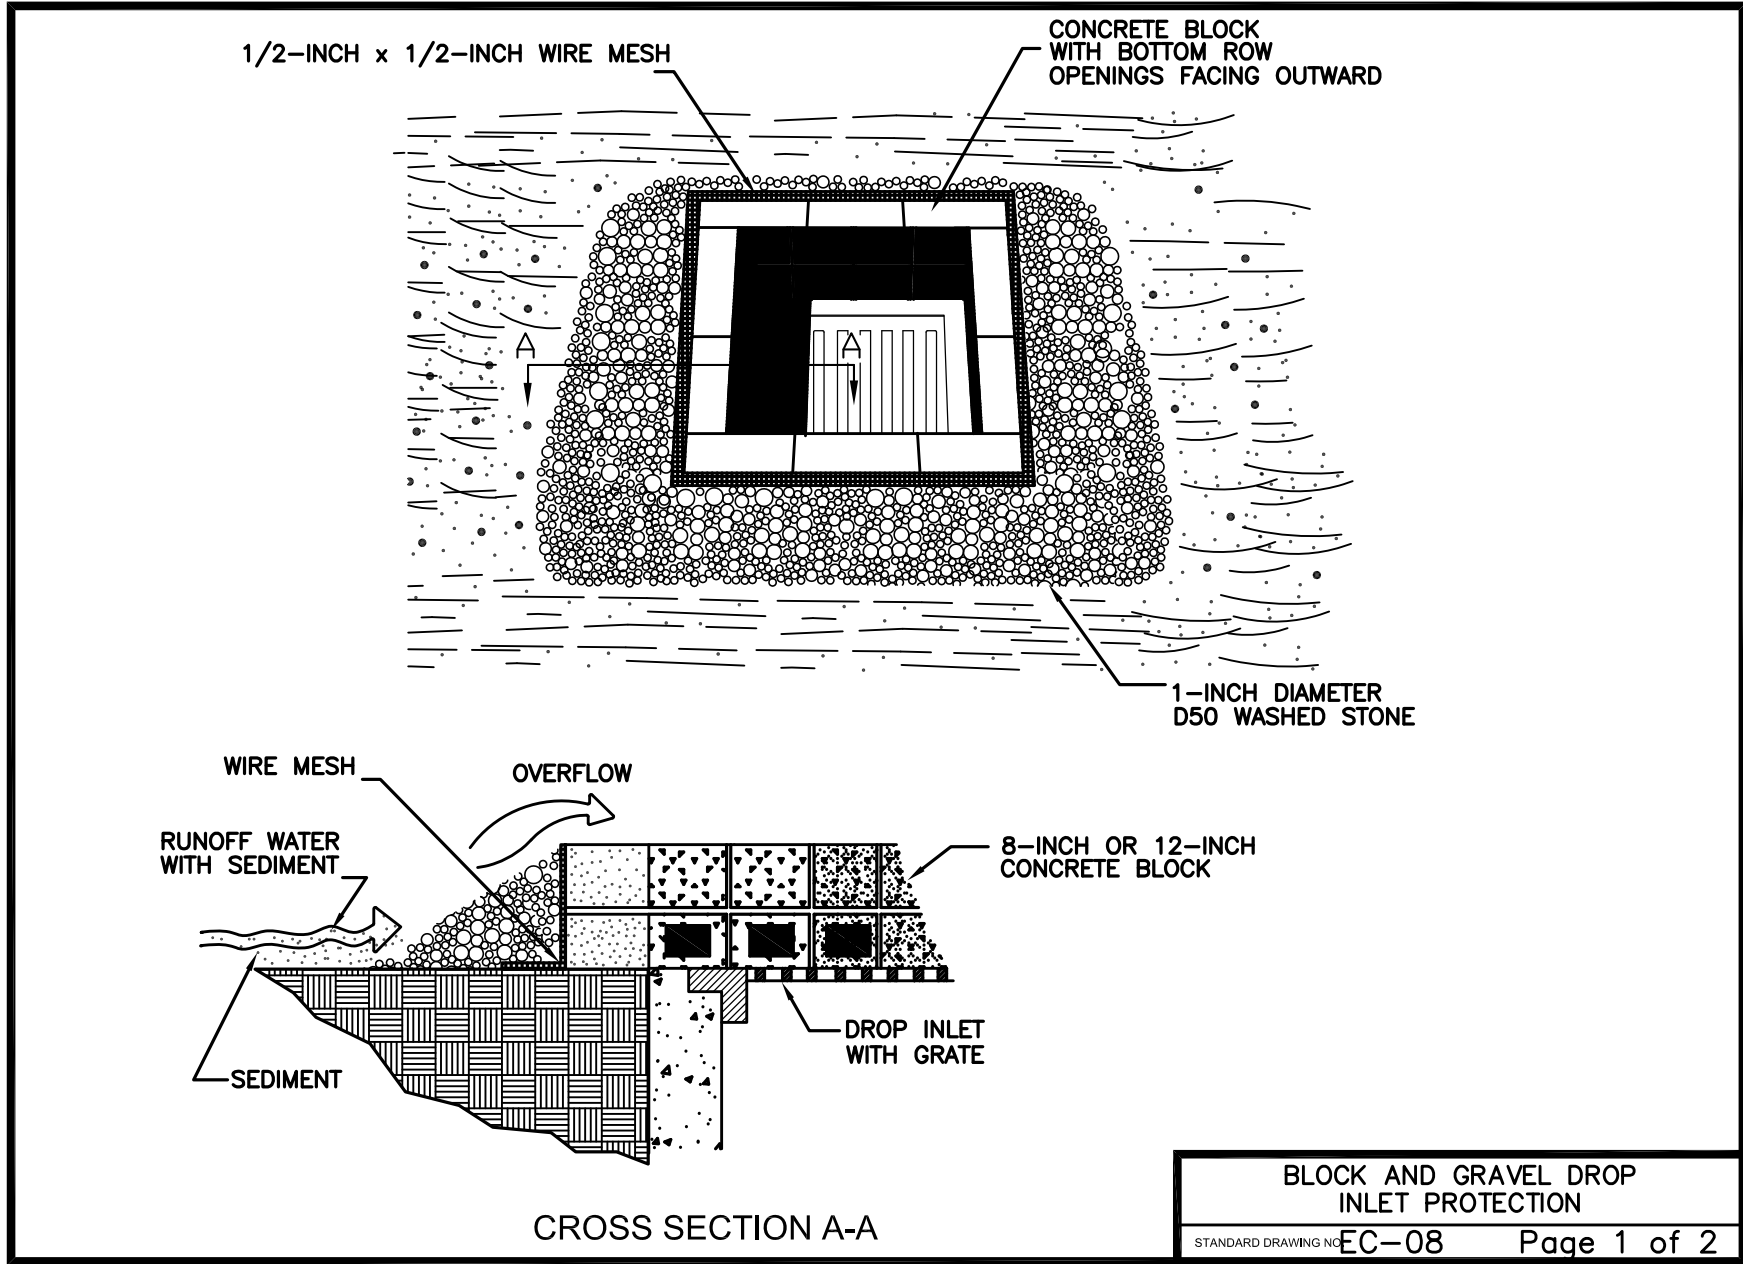 1/2-INCH x 1/2-INCH WIRE MESH
CONCRETE BLOCK
WITH BOTTOM ROW
OPENINGS FACING OUTWARD
A
A
1-INCH DIAMETER
D50 WASHED STONE
WIRE MESH
OVERFLOW
RUNOFF WATER
WITH SEDIMENT
8-INCH OR 12-INCH
CONCRETE BLOCK
DROP INLET
WITH GRATE
SEDIMENT
CROSS SECTION A-A
BLOCK AND GRAVEL DROP
INLET PROTECTION
STANDARD DRAWING NO EC-08 Page 1 of 2